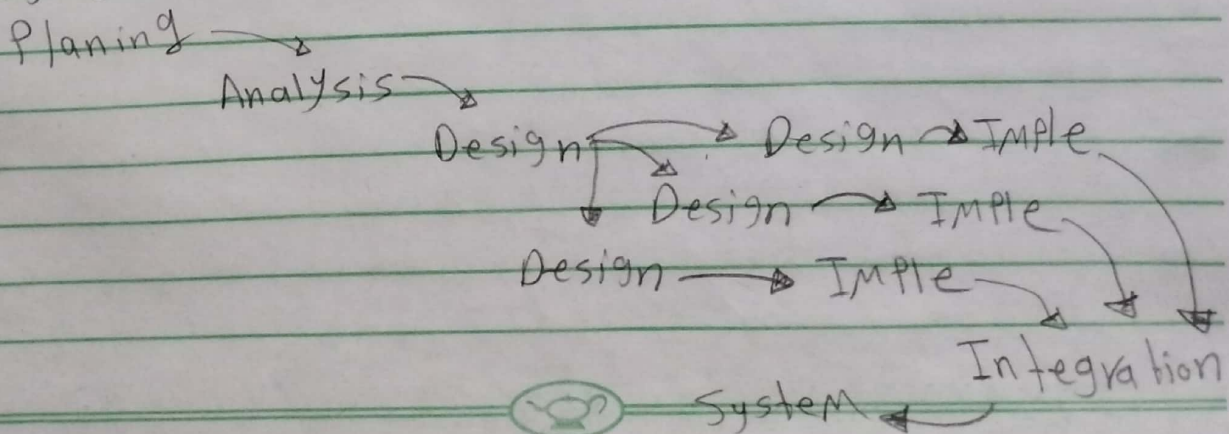 Planing
Analysis
Design Design Imple
Design Imple
Design Imple
Integration
System